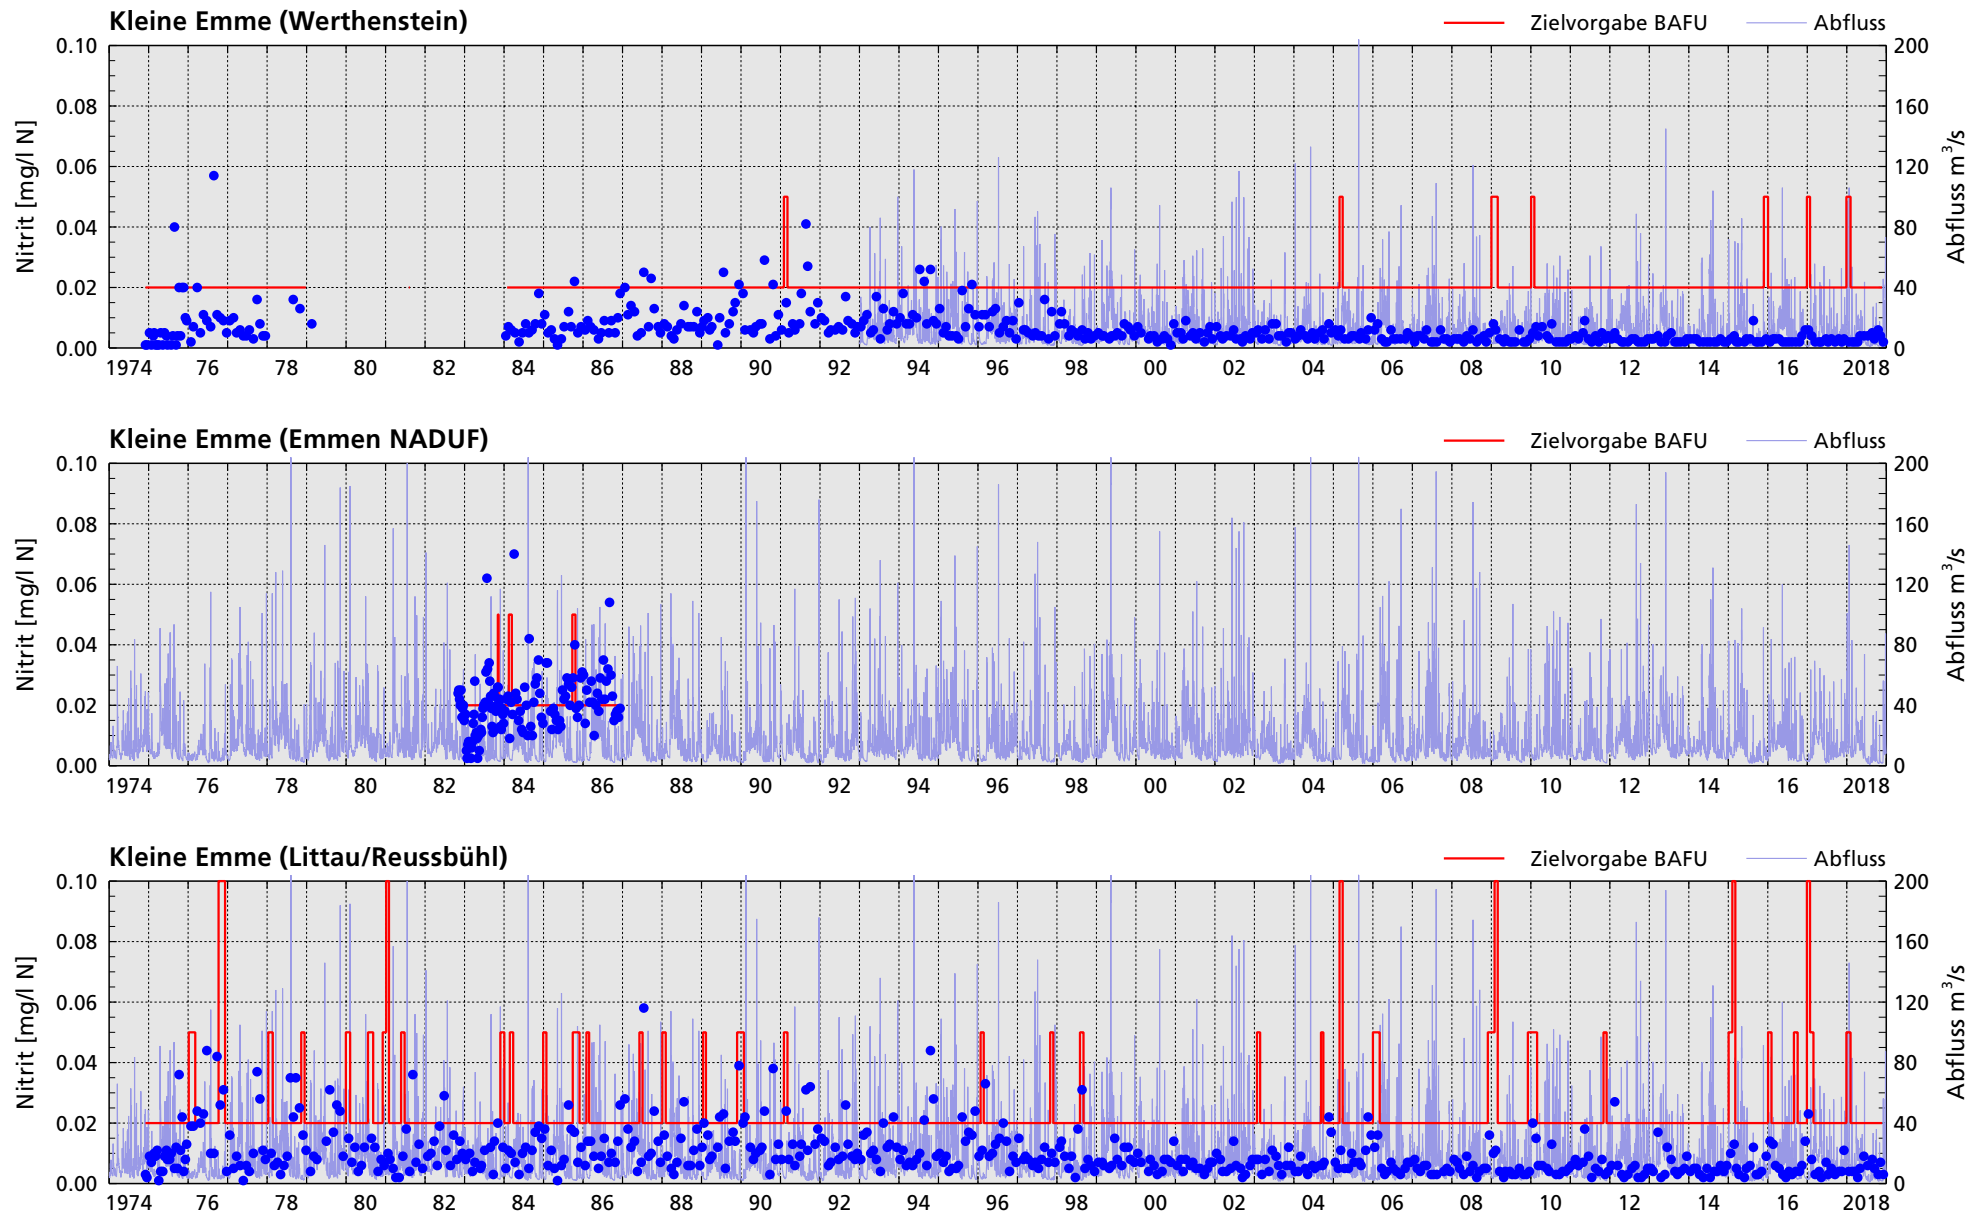 Kleine Emme (Werthenstein)
Zielvorgabe BAFU
Abfluss
0.10
0.08
0.06
0.04
0.02
0.00
200
160
120
80
40
0
Nitrit [mg/l N]
Abfluss m³/s
1974 76 78 80 82 84 86 88 90 92 94 96 98 00 02 04 06 08 10 12 14 16 2018
Kleine Emme (Emmen NADUF)
Zielvorgabe BAFU
Abfluss
0.10
0.08
0.06
0.04
0.02
0.00
200
160
120
80
40
0
Nitrit [mg/l N]
Abfluss m³/s
1974 76 78 80 82 84 86 88 90 92 94 96 98 00 02 04 06 08 10 12 14 16 2018
Kleine Emme (Littau/Reussbühl)
Zielvorgabe BAFU
Abfluss
0.10
0.08
0.06
0.04
0.02
0.00
200
160
120
80
40
0
Nitrit [mg/l N]
Abfluss m³/s
1974 76 78 80 82 84 86 88 90 92 94 96 98 00 02 04 06 08 10 12 14 16 2018